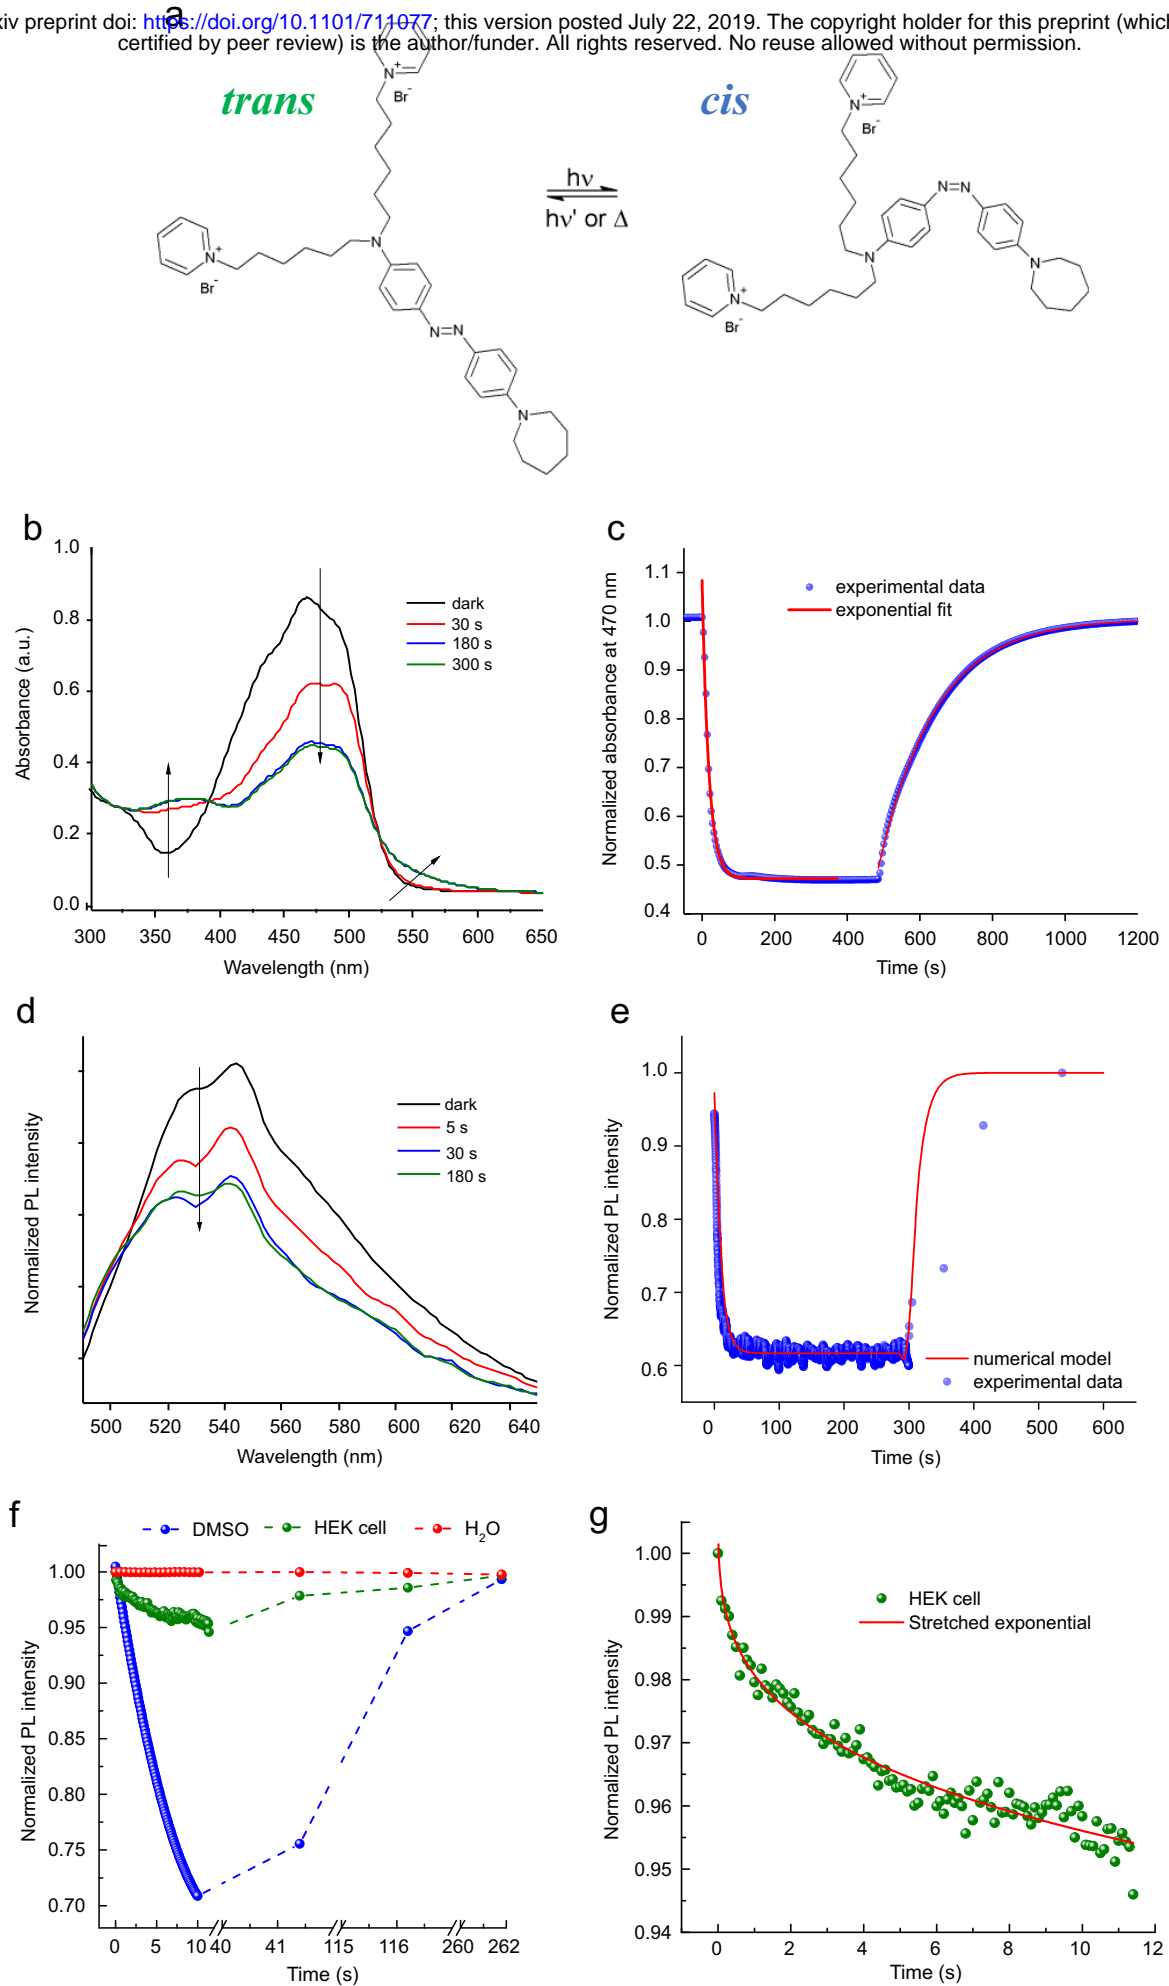 xiv preprint doi: https://doi.org/10.1101/711077; this version posted July 22, 2019. The copyright holder for this preprint (which
certified by peer review) is the author/funder. All rights reserved. No reuse allowed without permission.
a
trans
cis
N+
Br-
N+
Br-
N
N=N
N
hν
hν' or Δ
N+
Br-
N+
Br-
N
N=N
N
b
1.0
0.8
0.6
0.4
0.2
0.0
Absorbance (a.u.)
dark
30 s
180 s
300 s
300 350 400 450 500 550 600 650
Wavelength (nm)
c
1.1
1.0
0.9
0.8
0.7
0.6
0.5
0.4
Normalized absorbance at 470 nm
experimental data
exponential fit
0 200 400 600 800 1000 1200
Time (s)
d
Normalized PL intensity
dark
5 s
30 s
180 s
500 520 540 560 580 600 620 640
Wavelength (nm)
e
1.0
0.9
0.8
0.7
0.6
Normalized PL intensity
numerical model
experimental data
0 100 200 300 400 500 600
Time (s)
f
DMSO HEK cell H2O
1.00
0.95
0.90
0.85
0.80
0.75
0.70
Normalized PL intensity
0 5 10 40 41 115 116 260 262
Time (s)
g
1.00
0.99
0.98
0.97
0.96
0.95
0.94
Normalized PL intensity
HEK cell
Stretched exponential
0 2 4 6 8 10 12
Time (s)